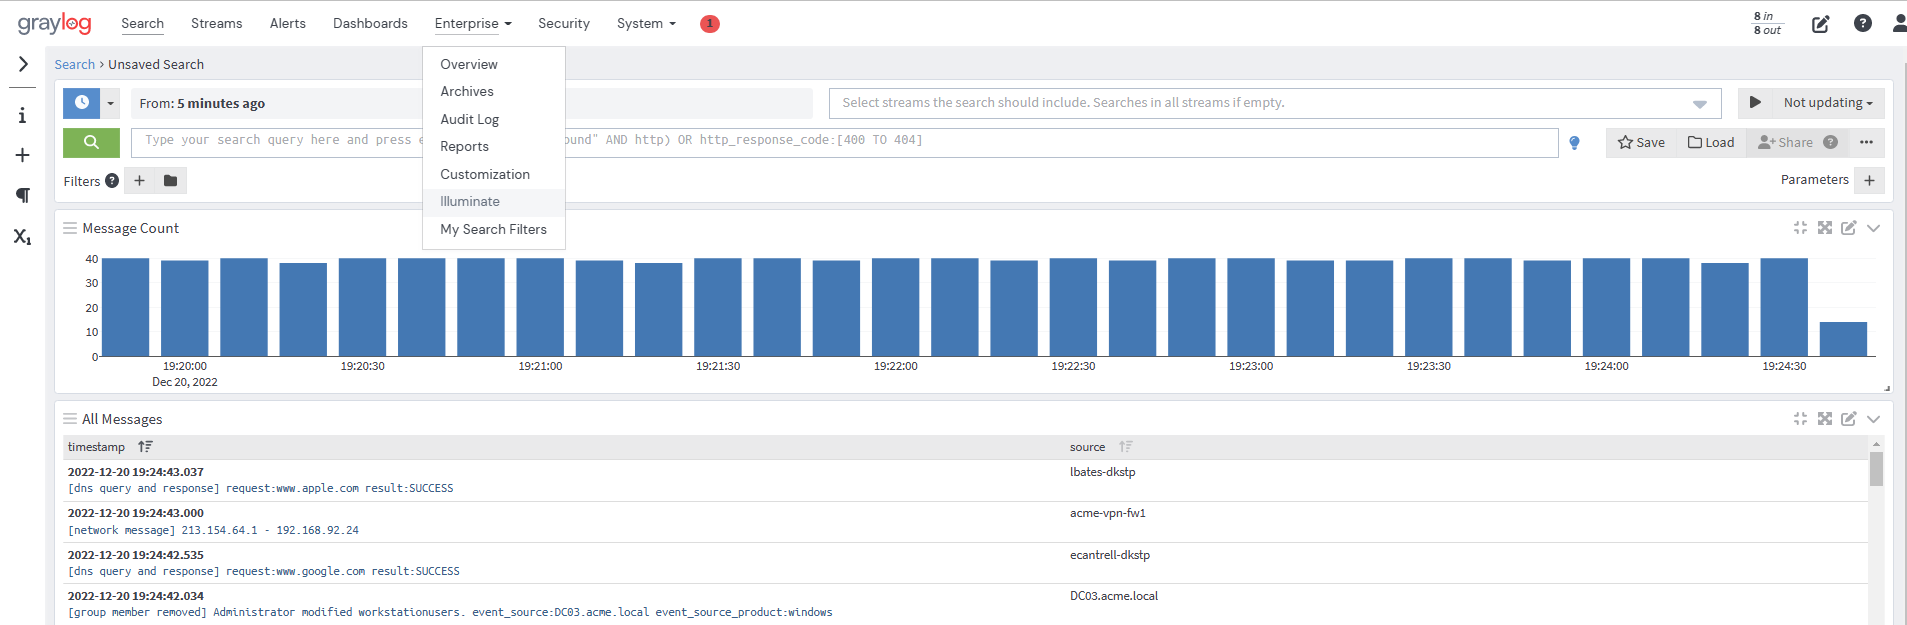 graylog Search Streams Alerts Dashboards Enterprise Security System 1 8 in
8 out
Search > Unsaved Search
Overview
Archives
Audit Log
Reports
Customization
Illuminate
My Search Filters
From: 5 minutes ago Select streams the search should include. Searches in all streams if empty. Not updating
Type your search query here and press ound" AND http) OR http_response_code:[400 TO 404] Save Load Share
Filters Parameters
Message Count
40
30
20
10
0
19:20:00 19:20:30 19:21:00 19:21:30 19:22:00 19:22:30 19:23:00 19:23:30 19:24:00 19:24:30
Dec 20, 2022
All Messages
timestamp source
2022-12-20 19:24:43.037 lbates-dkstp
[dns query and response] request:www.apple.com result:SUCCESS
2022-12-20 19:24:43.000 acme-vpn-fw1
[network message] 213.154.64.1 - 192.168.92.24
2022-12-20 19:24:42.535 ecantrell-dkstp
[dns query and response] request:www.google.com result:SUCCESS
2022-12-20 19:24:42.034 DC03.acme.local
[group member removed] Administrator modified workstationusers. event_source:DC03.acme.local event_source_product:windows